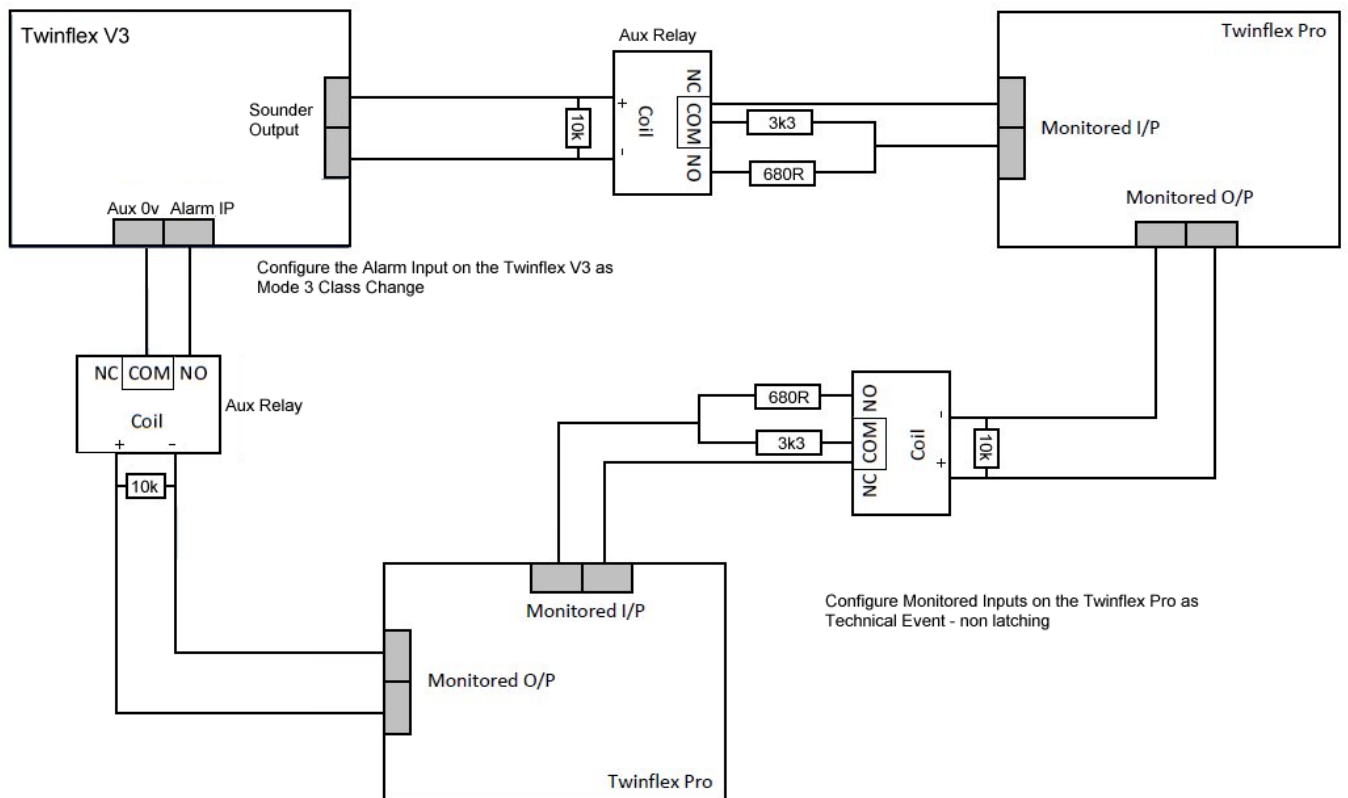 Twinflex V3
Sounder
Output
Aux 0v Alarm IP
Configure the Alarm Input on the Twinflex V3 as
Mode 3 Class Change
Aux Relay
10k
+
Coil
-
NC
COM
NO
3k3
680R
Twinflex Pro
Monitored I/P
Monitored O/P
NC COM NO
Coil
+ -
Aux Relay
10k
680R
3k3
NO
COM
NC
Coil
-
+
10k
Monitored I/P
Monitored O/P
Twinflex Pro
Configure Monitored Inputs on the Twinflex Pro as
Technical Event - non latching